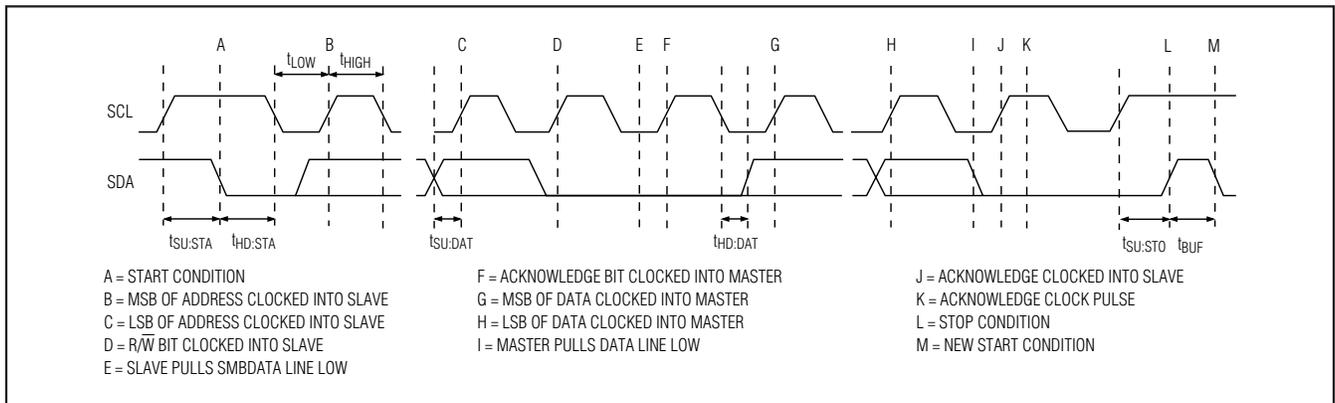 A B C D E F G H I J K L M
tLOW tHIGH
SCL
SDA
tSU:STA tHD:STA tSU:DAT tHD:DAT tSU:STO tBUF
A = START CONDITION
B = MSB OF ADDRESS CLOCKED INTO SLAVE
C = LSB OF ADDRESS CLOCKED INTO SLAVE
D = R/W̅ BIT CLOCKED INTO SLAVE
E = SLAVE PULLS SMBDATA LINE LOW
F = ACKNOWLEDGE BIT CLOCKED INTO MASTER
G = MSB OF DATA CLOCKED INTO MASTER
H = LSB OF DATA CLOCKED INTO MASTER
I = MASTER PULLS DATA LINE LOW
J = ACKNOWLEDGE CLOCKED INTO SLAVE
K = ACKNOWLEDGE CLOCK PULSE
L = STOP CONDITION
M = NEW START CONDITION